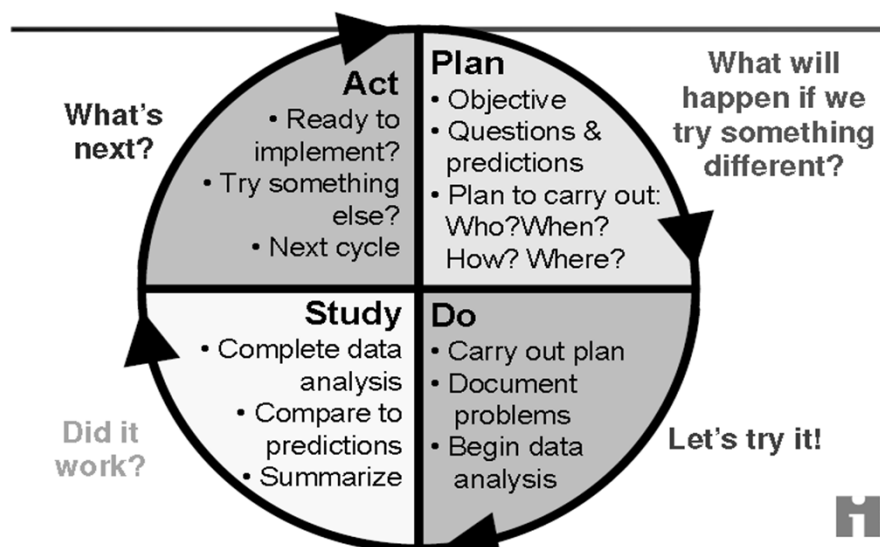 Plan
• Objective
• Questions &
predictions
• Plan to carry out:
Who?When?
How? Where?
What will
happen if we
try something
different?
Do
• Carry out plan
• Document
problems
• Begin data
analysis
Let's try it!
Study
• Complete data
analysis
• Compare to
predictions
• Summarize
Did it
work?
Act
• Ready to
implement?
• Try something
else?
• Next cycle
What's
next?